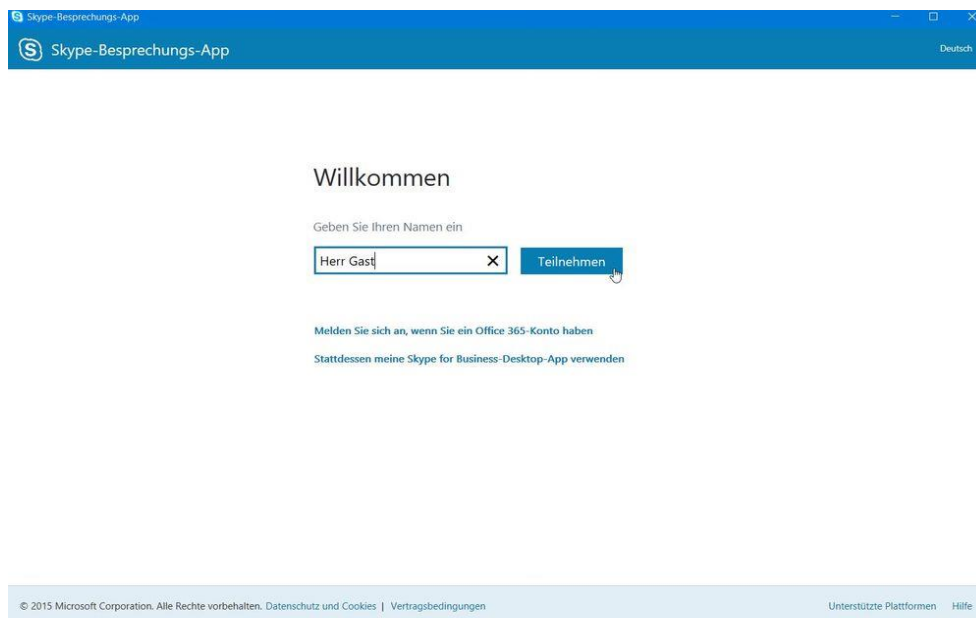 Skype-Besprechungs-App
Skype-Besprechungs-App
Deutsch
Willkommen
Geben Sie Ihren Namen ein
Herr Gast
Teilnehmen
Melden Sie sich an, wenn Sie ein Office 365-Konto haben
Stattdessen meine Skype for Business-Desktop-App verwenden
© 2015 Microsoft Corporation. Alle Rechte vorbehalten. Datenschutz und Cookies | Vertragsbedingungen
Unterstützte Plattformen Hilfe